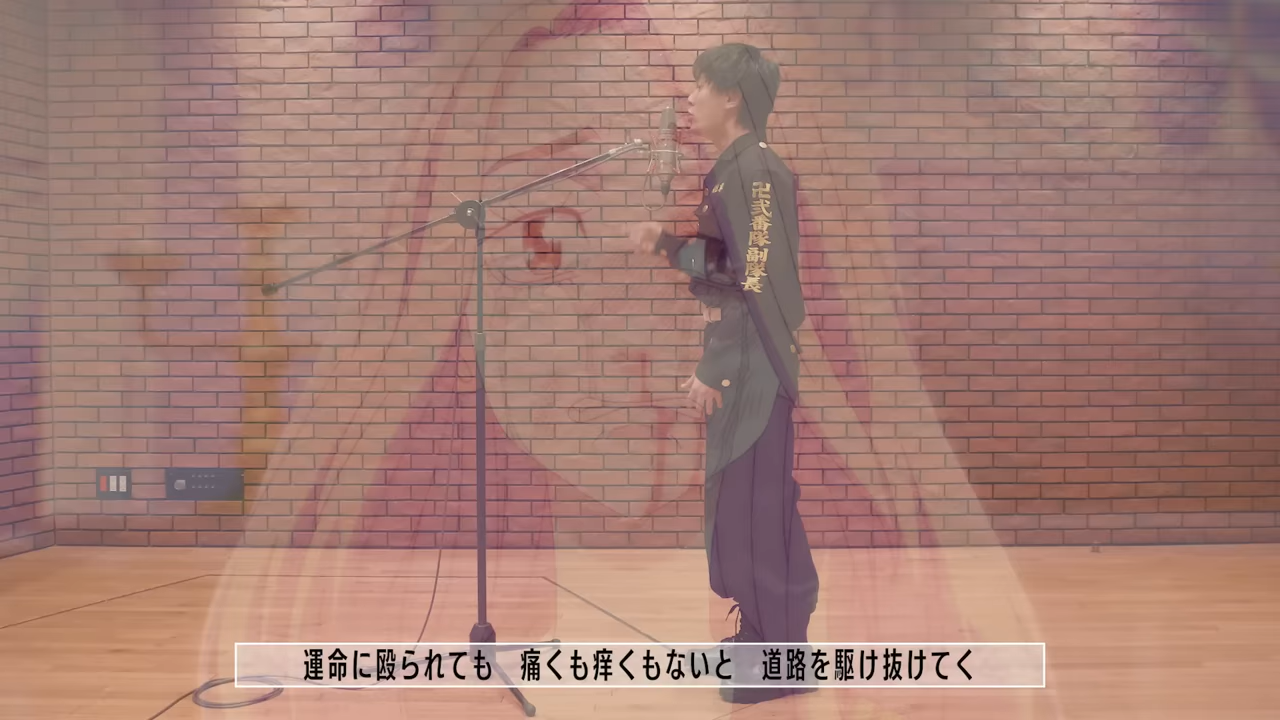 卍弐番隊副隊長
運命に殴られても　痛くも痒くもないと　道路を駆け抜けてく